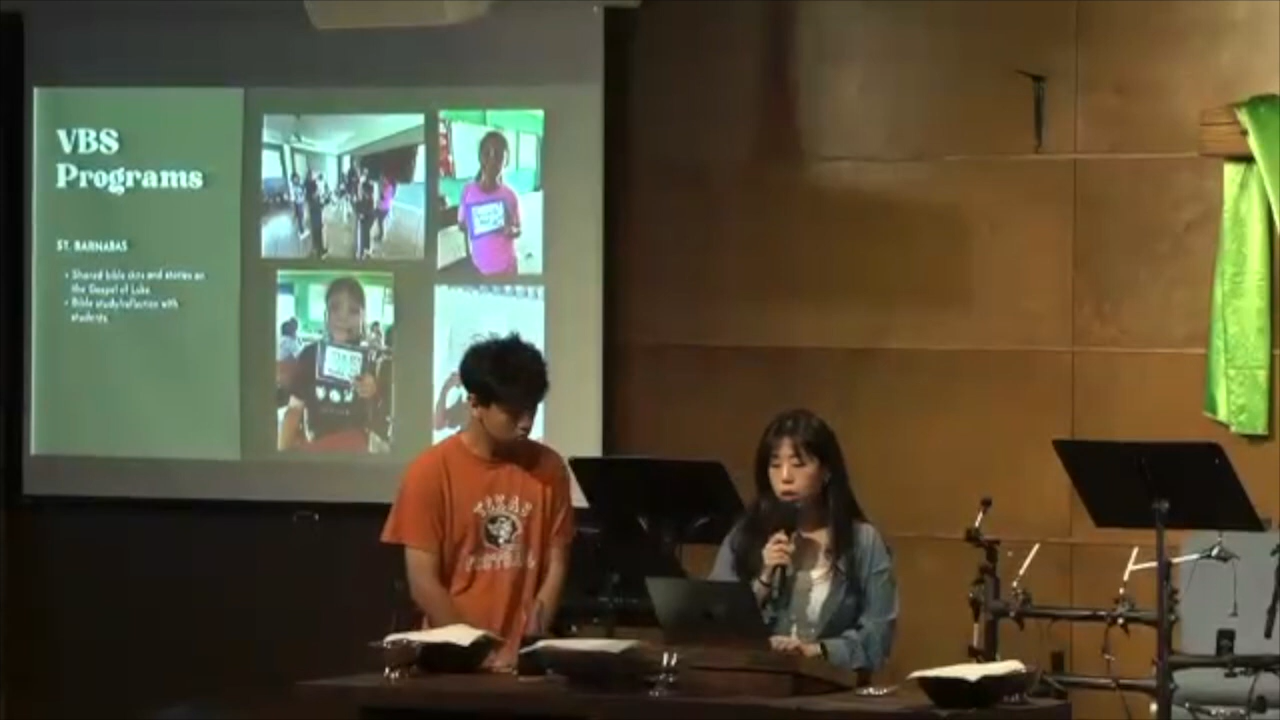 VBS
Programs
ST. BARNABAS
• Shared bible skits and stories on
the Gospel of Luke
• Bible study/reflection with
students
TEXAS
FOOTBALL